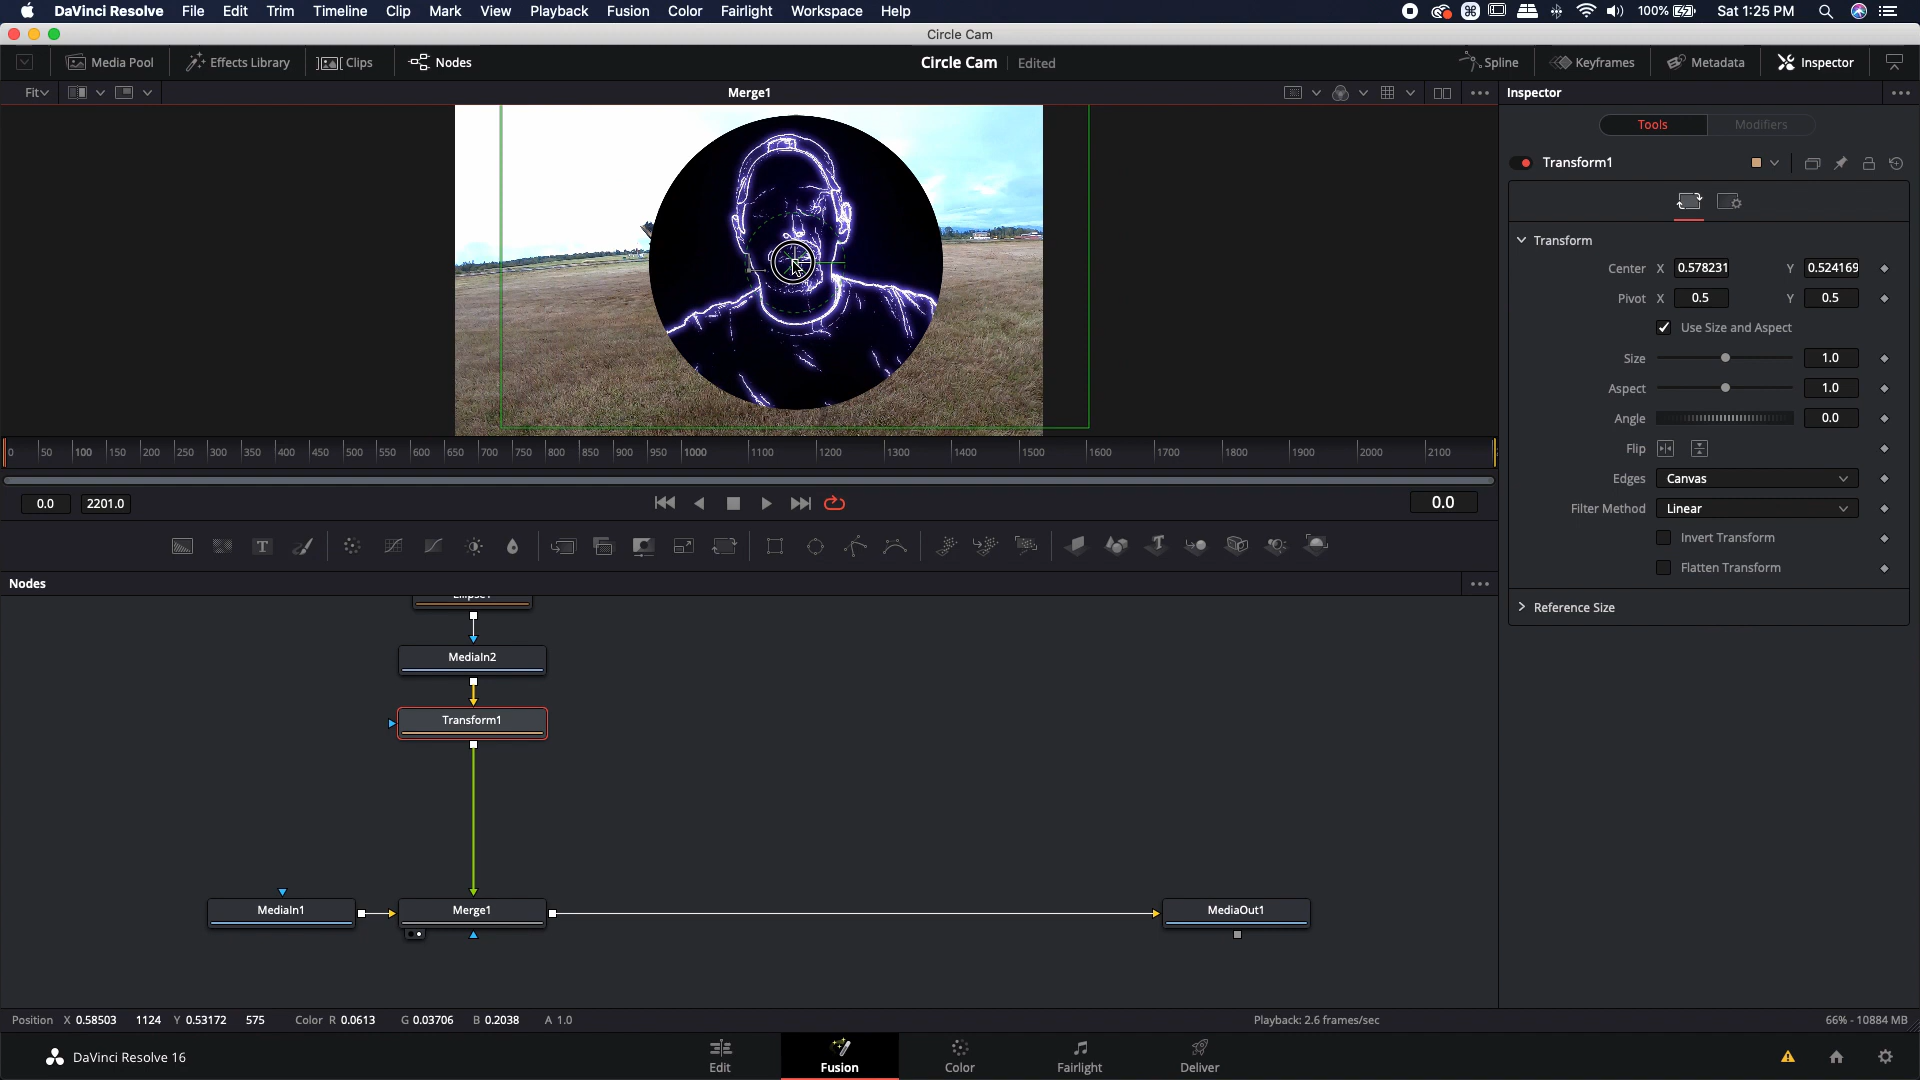 DaVinci Resolve File Edit Trim Timeline Clip Mark View Playback Fusion Color Fairlight Workspace Help 100% Sat 1:25 PM
Circle Cam
Media Pool Effects Library Clips Nodes Circle Cam Edited Spline Keyframes Metadata Inspector
Fit Merge1 Inspector
Tools Modifiers
Transform1
Transform
Center X 0.578231 Y 0.524169
Pivot X 0.5 Y 0.5
Use Size and Aspect
Size 1.0
Aspect 1.0
Angle 0.0
Flip
Edges Canvas
Filter Method Linear
Invert Transform
Flatten Transform
Reference Size
0 50 100 150 200 250 300 350 400 450 500 550 600 650 700 750 800 850 900 950 1000 1100 1200 1300 1400 1500 1600 1700 1800 1900 2000 2100
0.0 2201.0 0.0
Nodes
Ellipse1
MediaIn2
Transform1
MediaIn1 Merge1 MediaOut1
Position X 0.58503 1124 Y 0.53172 575 Color R 0.0613 G 0.03706 B 0.2038 A 1.0 Playback: 2.6 frames/sec 66% - 10884 MB
DaVinci Resolve 16 Edit Fusion Color Fairlight Deliver